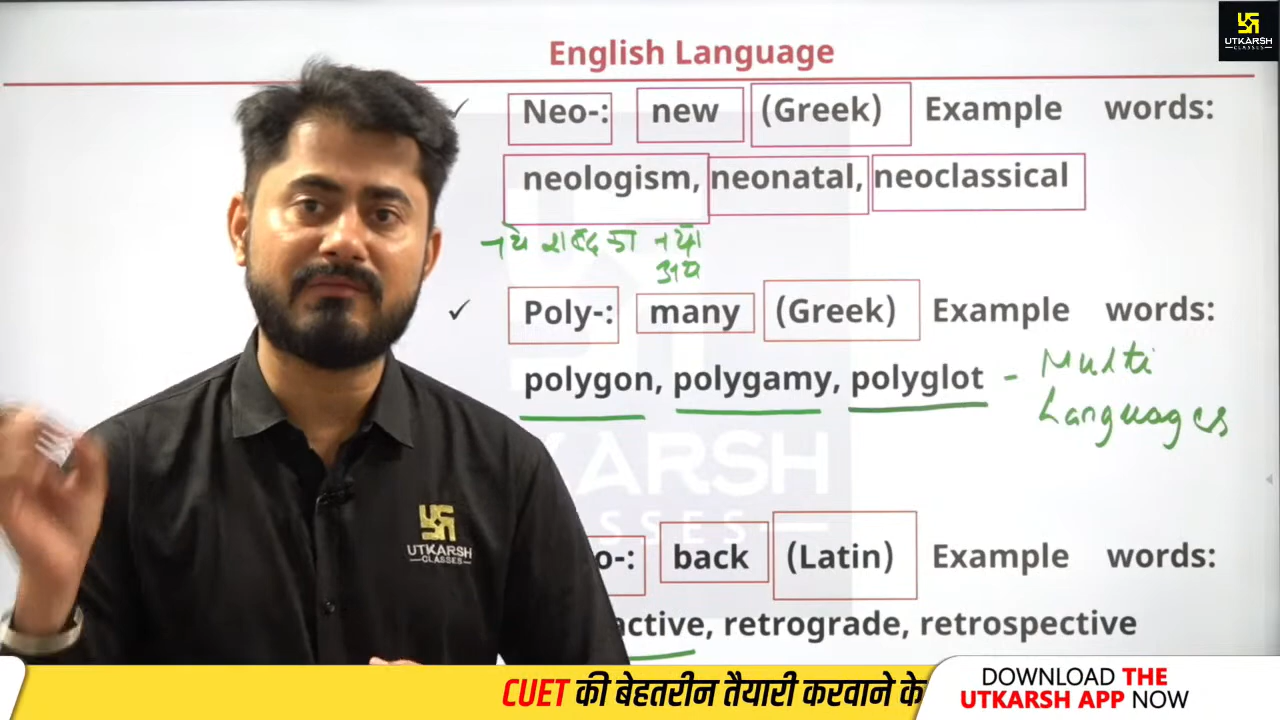 English Language
UTKARSH
CLASSES
✓ Neo-: new (Greek) Example words:
neologism, neonatal, neoclassical
नये शब्द नया
✓ Poly-: many (Greek) Example words:
polygon, polygamy, polyglot - Multi
Languages
UTKARSH
CLASSES
o-: back (Latin) Example words:
active, retrograde, retrospective
CUET की बेहतरीन तैयारी करवाने के
DOWNLOAD THE
UTKARSH APP NOW